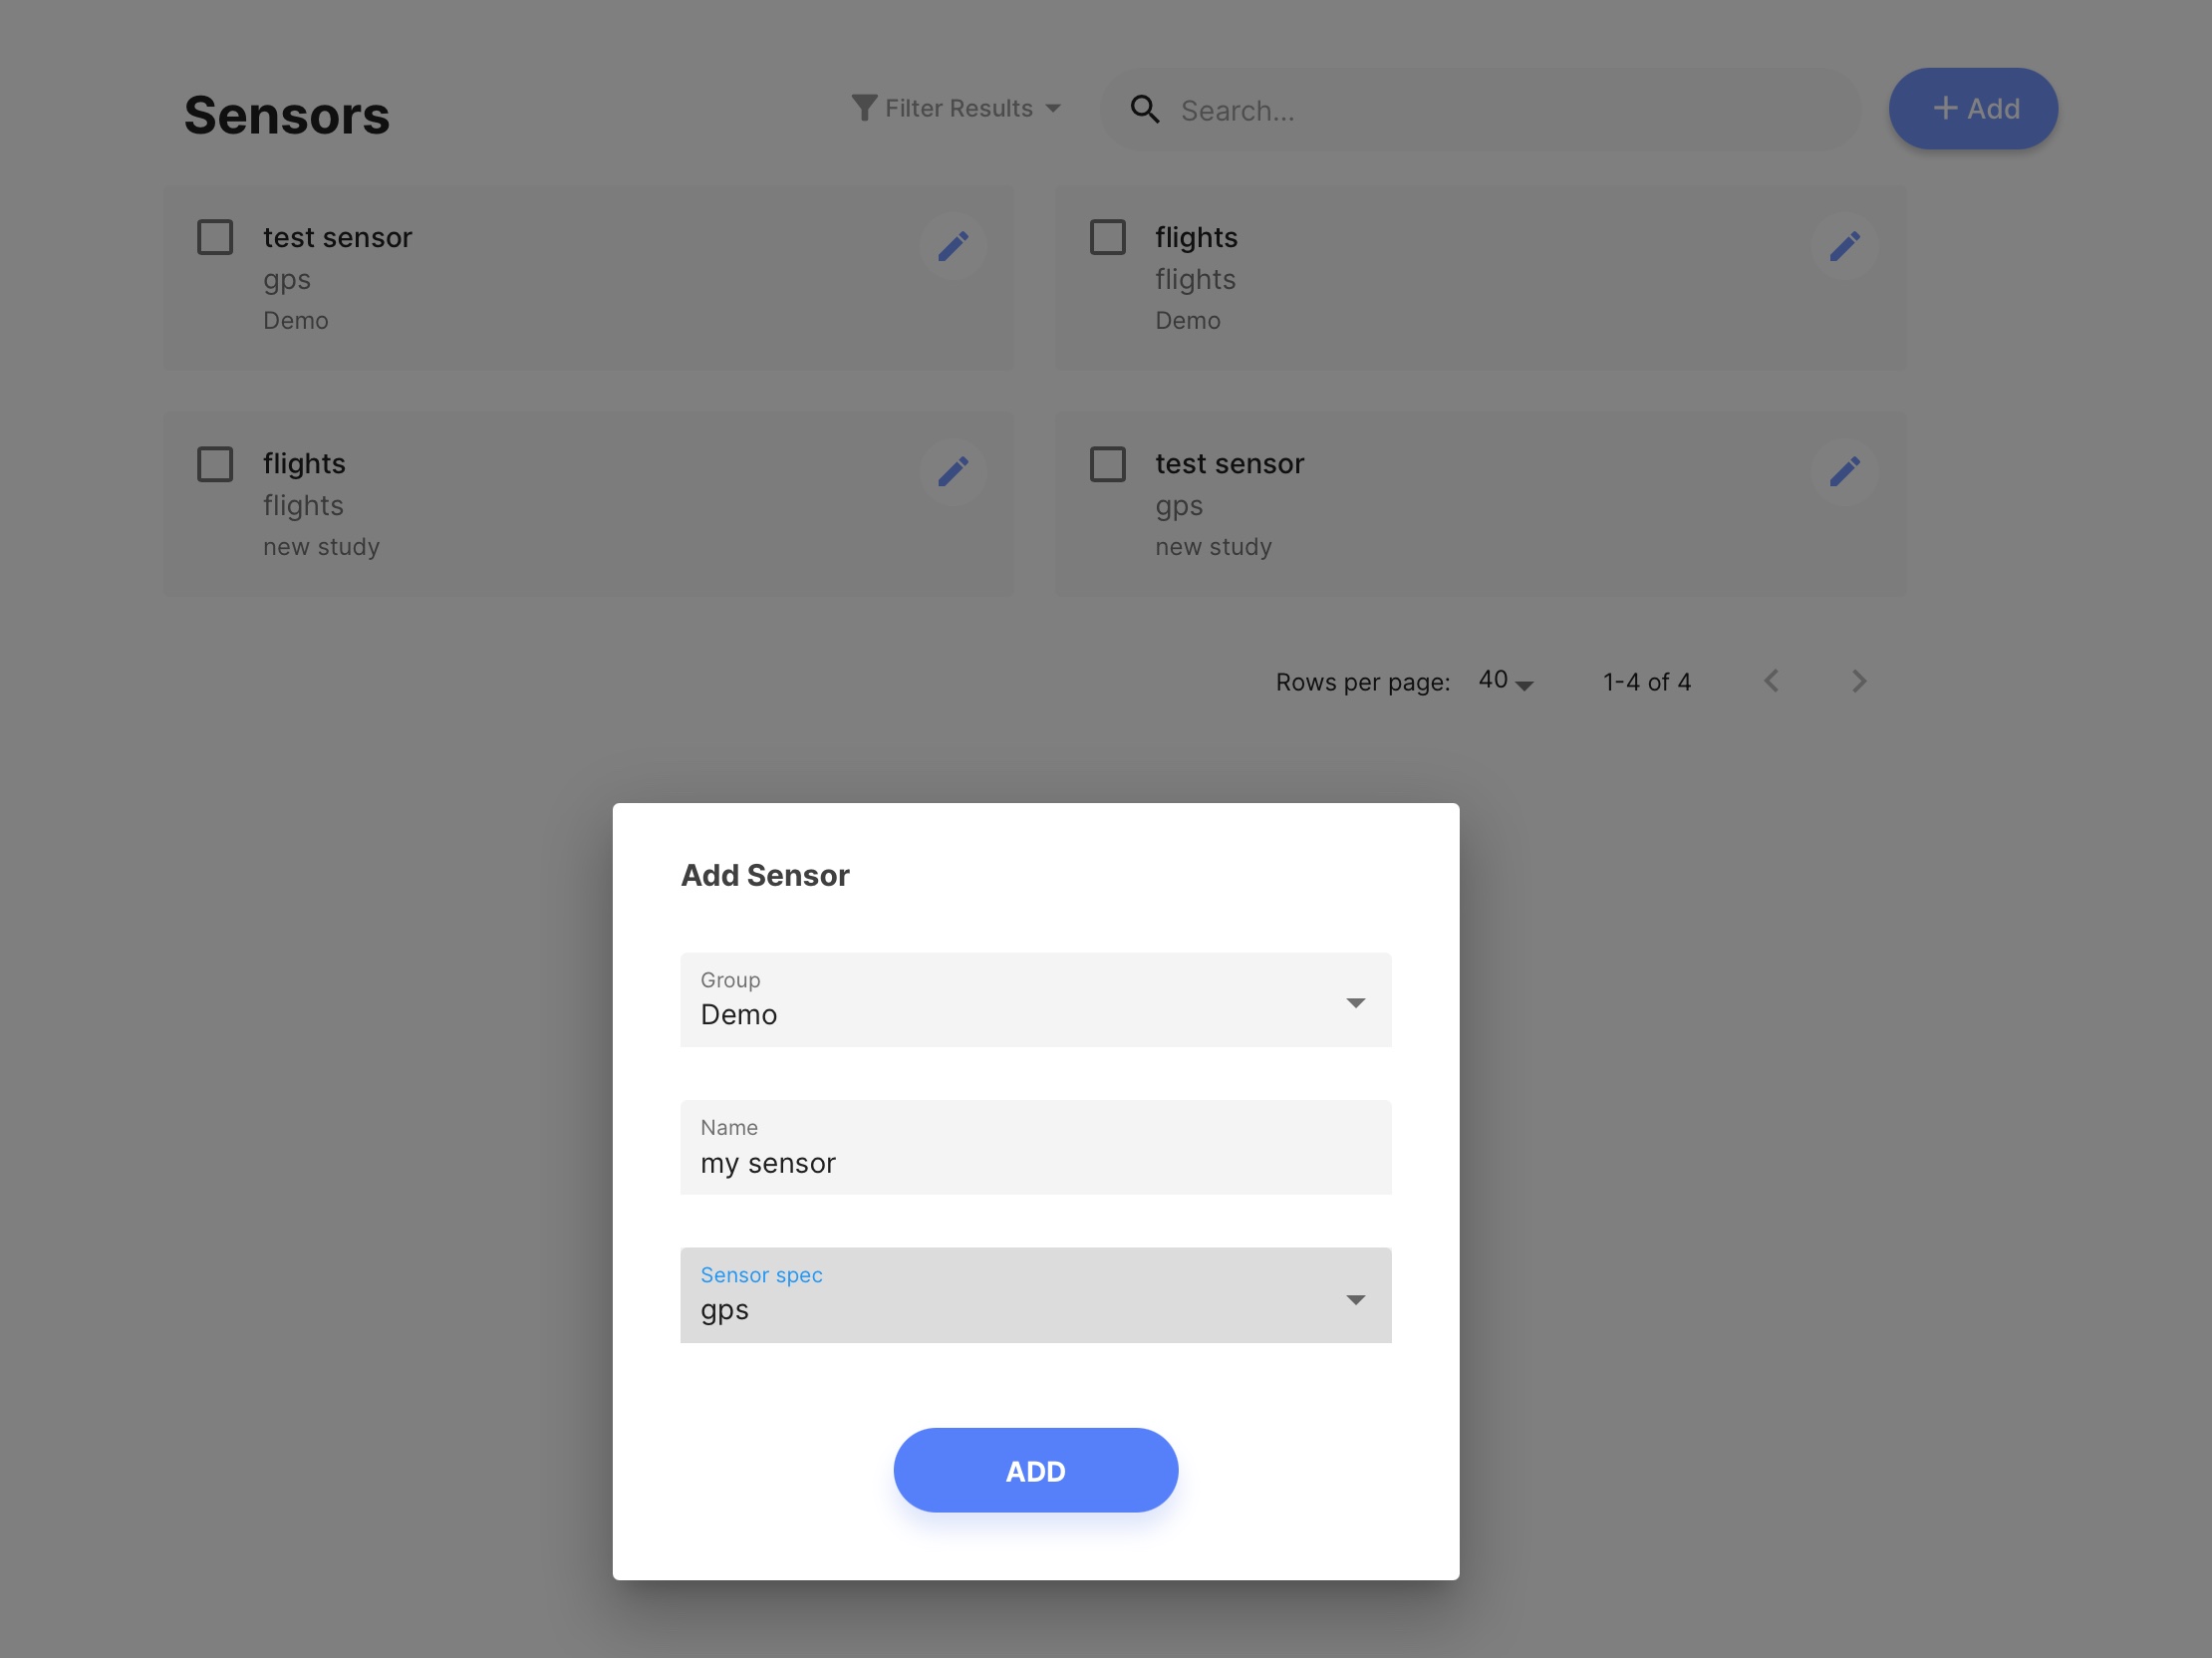 Sensors
Filter Results
Search...
Add
test sensor
gps
Demo
flights
flights
Demo
flights
flights
new study
test sensor
gps
new study
Rows per page: 40 1-4 of 4
Add Sensor
Group
Demo
Name
my sensor
Sensor spec
gps
ADD